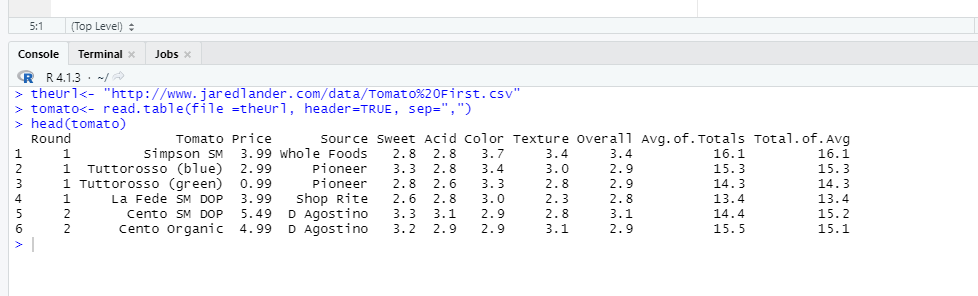 5:1 (Top Level)
Console Terminal Jobs
R R 4.1.3 · ~/
> theUrl<- "http://www.jaredlander.com/data/Tomato%20First.csv"
> tomato<- read.table(file =theUrl, header=TRUE, sep=",")
> head(tomato)
Round Tomato Price Source Sweet Acid Color Texture Overall Avg.of.Totals Total.of.Avg
1 1 Simpson SM 3.99 Whole Foods 2.8 2.8 3.7 3.4 3.4 16.1 16.1
2 1 Tuttorosso (blue) 2.99 Pioneer 3.3 2.8 3.4 3.0 2.9 15.3 15.3
3 1 Tuttorosso (green) 0.99 Pioneer 2.8 2.6 3.3 2.8 2.9 14.3 14.3
4 1 La Fede SM DOP 3.99 Shop Rite 2.6 2.8 3.0 2.3 2.8 13.4 13.4
5 2 Cento SM DOP 5.49 D Agostino 3.3 3.1 2.9 2.8 3.1 14.4 15.2
6 2 Cento Organic 4.99 D Agostino 3.2 2.9 2.9 3.1 2.9 15.5 15.1
>